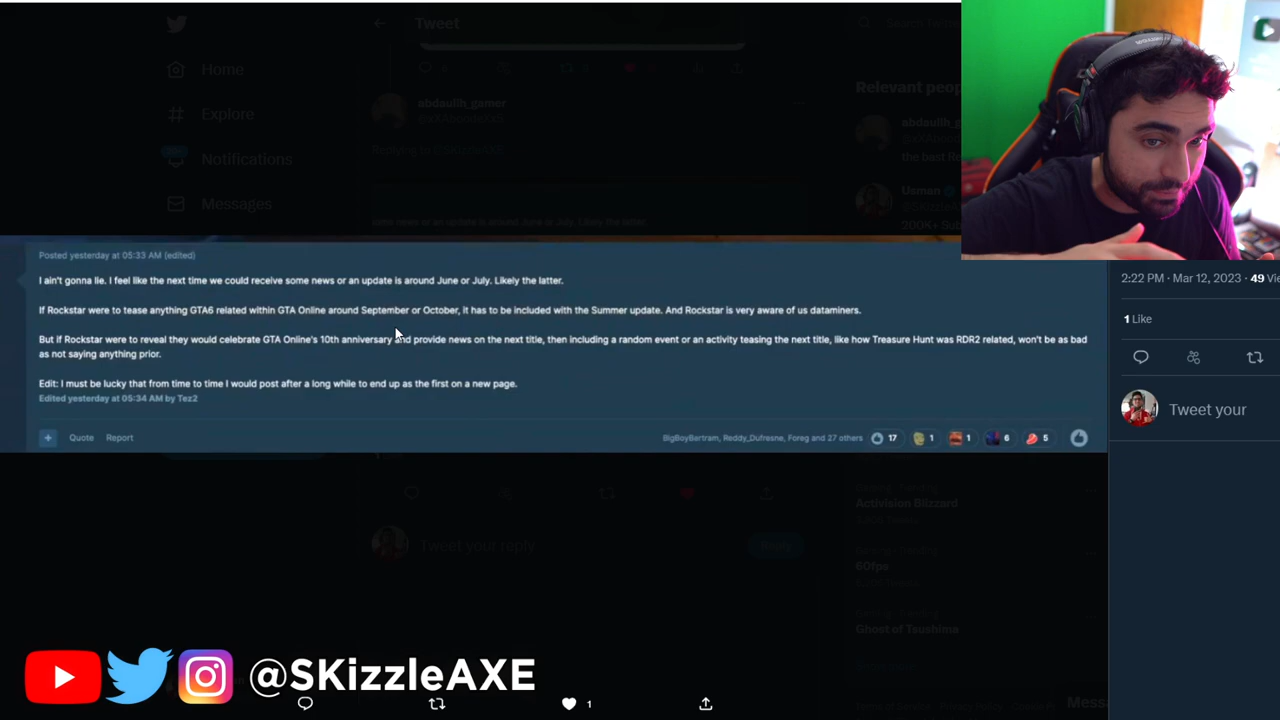 Tweet
Home
Explore
Notifications
Messages
abdaullh_gamer
Relevant peop
Usman
Posted yesterday at 05:33 AM (edited)
I ain't gonna lie. I feel like the next time we could receive some news or an update is around June or July. Likely the latter.
If Rockstar were to tease anything GTA6 related within GTA Online around September or October, it has to be included with the Summer update. And Rockstar is very aware of us dataminers.
But if Rockstar were to reveal they would celebrate GTA Online's 10th anniversary and provide news on the next title, then including a random event or an activity teasing the next title, like how Treasure Hunt was RDR2 related, won't be as bad
as not saying anything prior.
Edit: I must be lucky that from time to time I would post after a long while to end up as the first on a new page.
Edited yesterday at 05:34 AM by Tez2
+ Quote Report
BigBoyBertram, Reddy_Dufresne, Foreg and 27 others 17 1 1 6 5
2:22 PM · Mar 12, 2023 · 49 Vie
1 Like
Tweet your
Activision Blizzard
Tweet your reply
60fps
Ghost of Tsushima
@SKizzleAXE
1
Mess